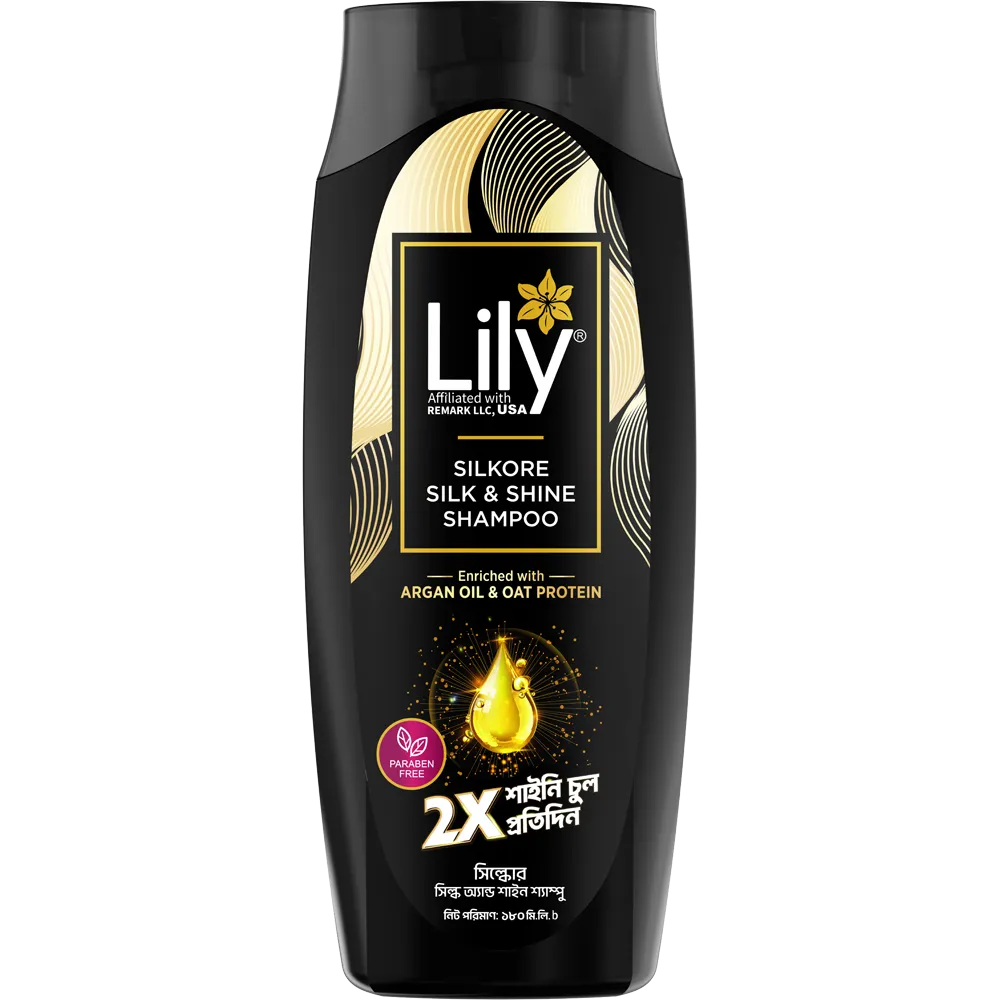 Lily®
Affiliated with
REMARK LLC, USA
SILKORE
SILK & SHINE
SHAMPOO
Enriched with
ARGAN OIL & OAT PROTEIN
PARABEN
FREE
2X শাইনি চুল
প্রতিদিন
সিল্কোর
সিল্ক অ্যান্ড শাইন শ্যাম্পু
নিট পরিমাণ: ১৮০ মি.লি. b